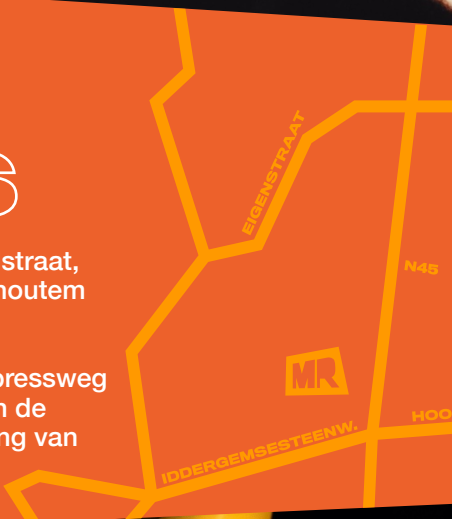 straat,
houtem
pressweg
n de
ng van
EIGENSTRAAT
N45
MR
IDDERGEMSESTEENW.
HOO